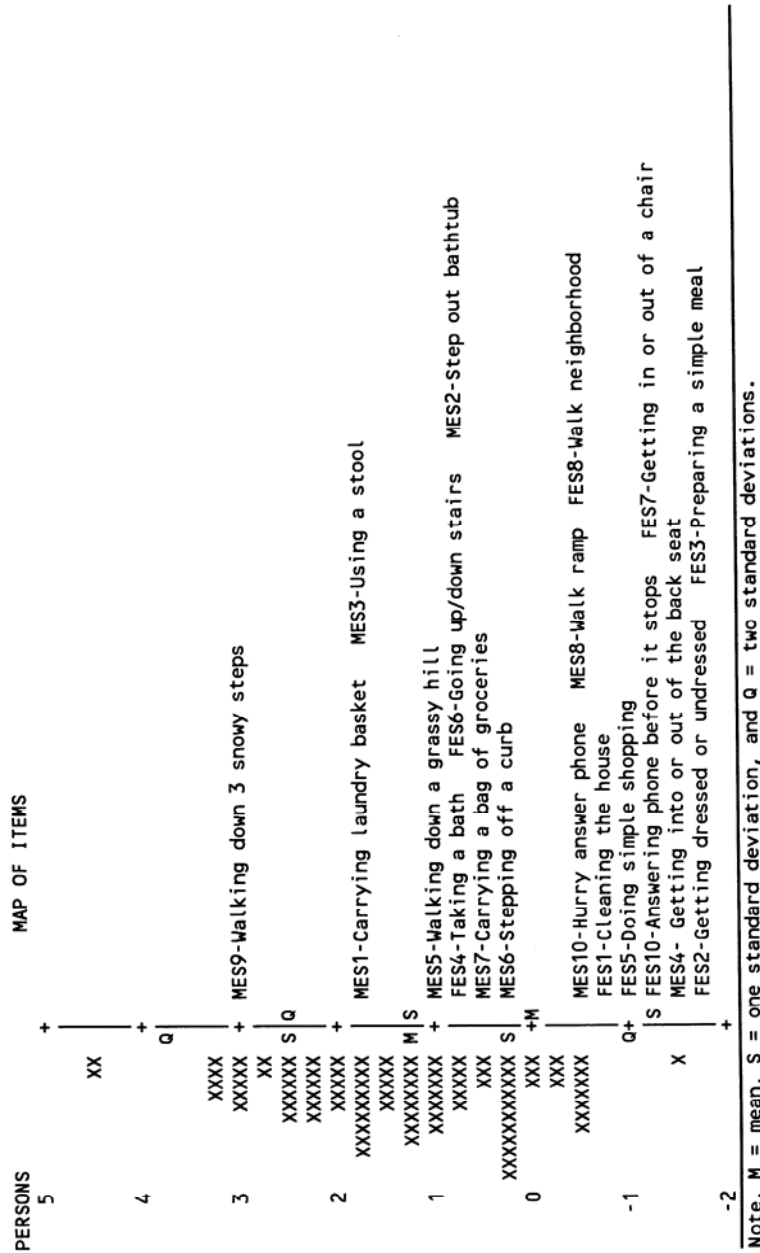 PERSONS MAP OF ITEMS
5 +
XX
4 +
Q
XXXX
3 XXXXX + MES9-Walking down 3 snowy steps
XX
XXXXXX S Q
XXXXXX
2 XXXXX +
XXXXXXXXXX MES1-Carrying laundry basket MES3-Using a stool
XXXXX
XXXXXXXXX M S
1 XXXXXXXX + MES5-Walking down a grassy hill
XXXXX FES4-Taking a bath FES6-Going up/down stairs MES2-Step out bathtub
XXX MES7-Carrying a bag of groceries
XXXXXXXXXXXX S MES6-Stepping off a curb
0 XXX +M
XXX
XXXXXXX MES10-Hurry answer phone MES8-Walk ramp FES8-Walk neighborhood
FES1-Cleaning the house
-1 Q+ FES5-Doing simple shopping
S FES10-Answering phone before it stops FES7-Getting in or out of a chair
X MES4- Getting into or out of the back seat
FES2-Getting dressed or undressed FES3-Preparing a simple meal
-2 +
Note. M = mean, S = one standard deviation, and Q = two standard deviations.